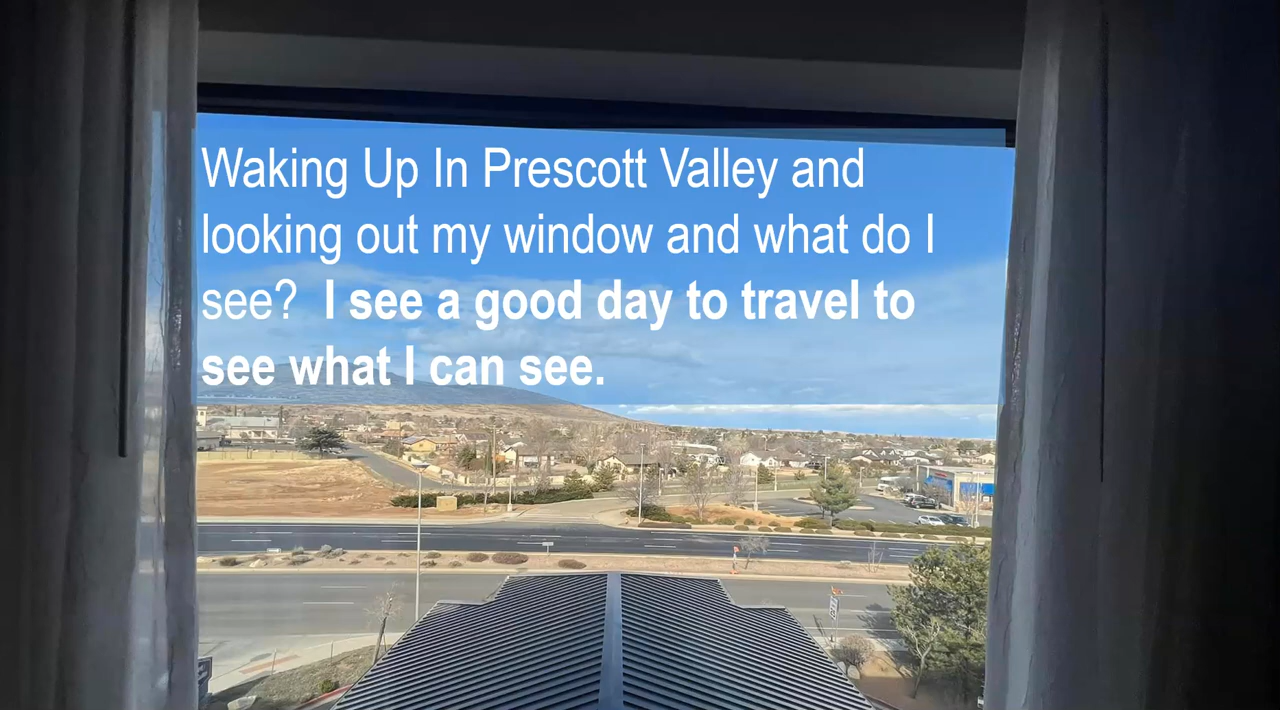 Waking Up In Prescott Valley and
looking out my window and what do I
see?  I see a good day to travel to
see what I can see.